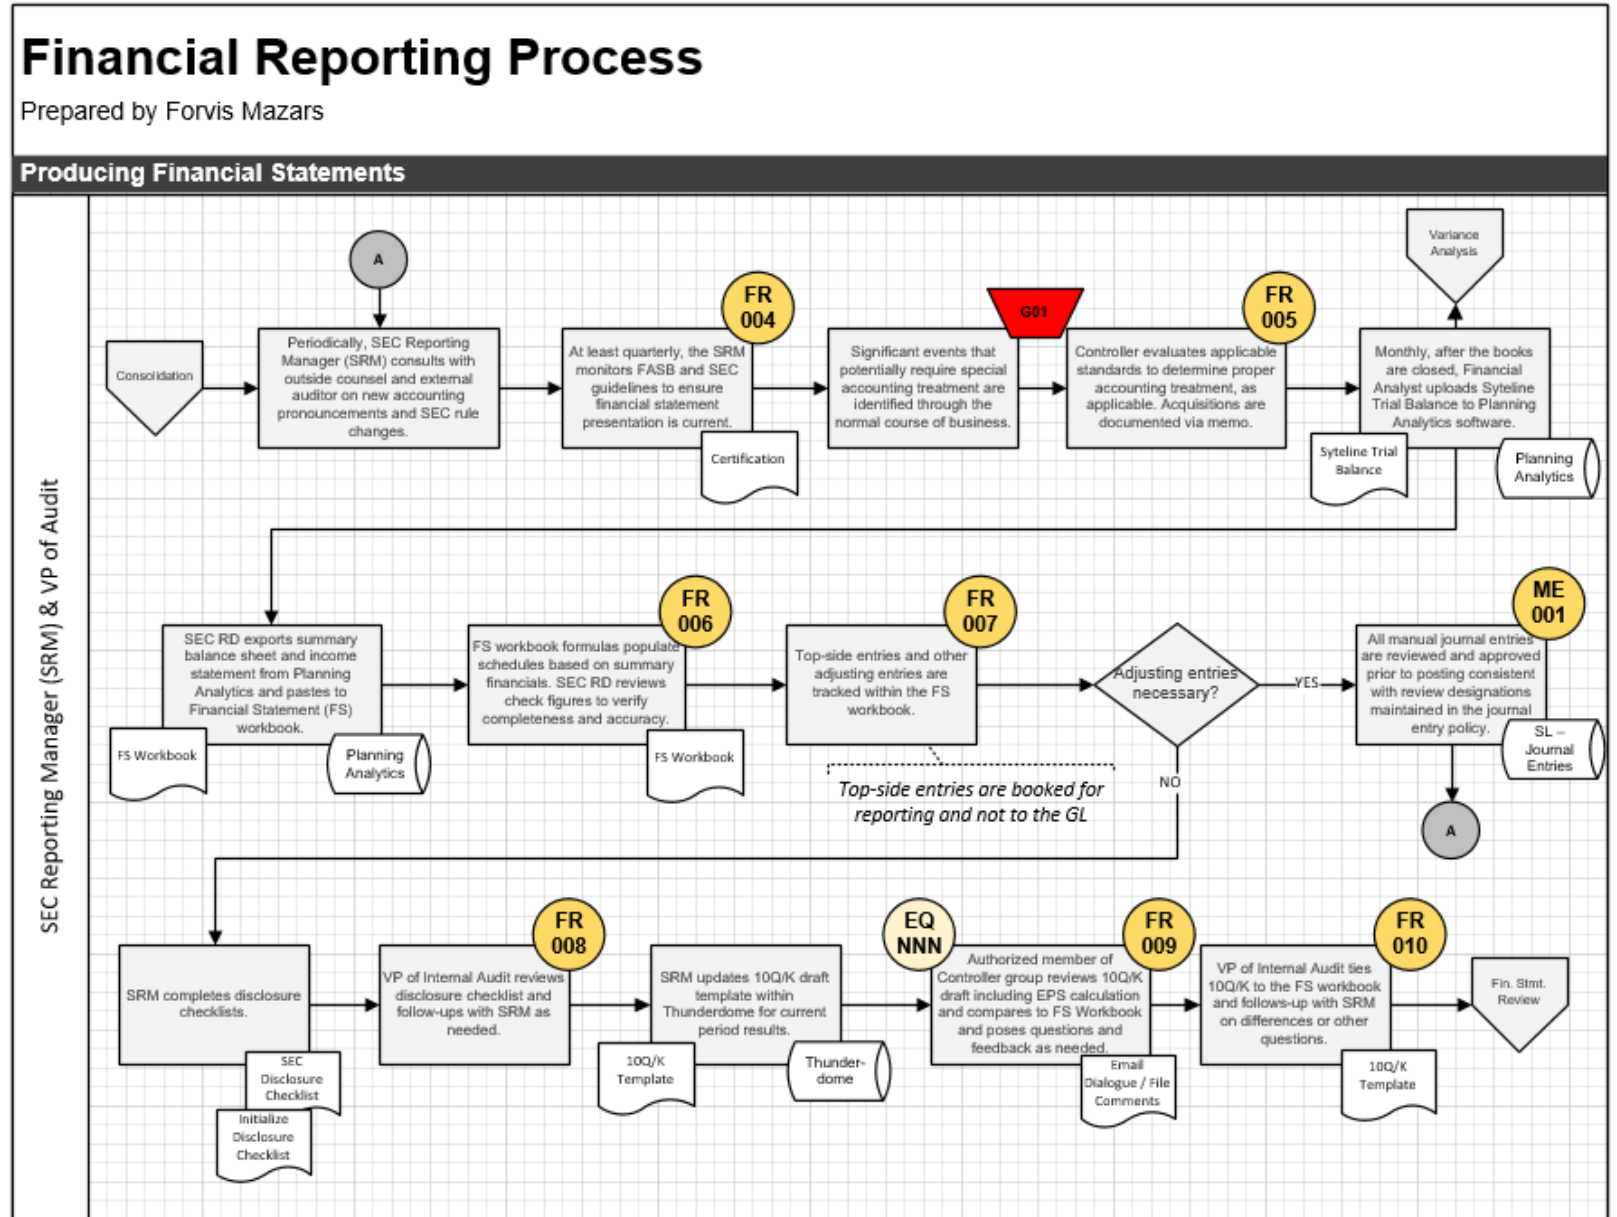 Financial Reporting Process
Prepared by Forvis Mazars
Producing Financial Statements
SEC Reporting Manager (SRM) & VP of Audit
Consolidation
A
Periodically, SEC Reporting
Manager (SRM) consults with
outside counsel and external
auditor on new accounting
pronouncements and SEC rule
changes.
FR
004
At least quarterly, the SRM
monitors FASB and SEC
guidelines to ensure
financial statement
presentation is current.
Certification
Significant events that
potentially require special
accounting treatment are
identified through the
normal course of business.
G01
FR
005
Controller evaluates applicable
standards to determine proper
accounting treatment, as
applicable. Acquisitions are
documented via memo.
Variance
Analysis
Monthly, after the books
are closed, Financial
Analyst uploads Syteline
Trial Balance to Planning
Analytics software.
Syteline Trial
Balance
Planning
Analytics
SEC RD exports summary
balance sheet and income
statement from Planning
Analytics and pastes to
Financial Statement (FS)
workbook.
FS Workbook
Planning
Analytics
FR
006
FS workbook formulas populate
schedules based on summary
financials. SEC RD reviews
check figures to verify
completeness and accuracy.
FS Workbook
FR
007
Top-side entries and other
adjusting entries are
tracked within the FS
workbook.
Top-side entries are booked for
reporting and not to the GL
Adjusting entries
necessary?
YES
NO
ME
001
All manual journal entries
are reviewed and approved
prior to posting consistent
with review designations
maintained in the journal
entry policy.
SL –
Journal
Entries
A
SRM completes disclosure
checklists.
SEC
Disclosure
Checklist
Initialize
Disclosure
Checklist
FR
008
VP of Internal Audit reviews
disclosure checklist and
follow-ups with SRM as
needed.
SRM updates 10Q/K draft
template within
Thunderdome for current
period results.
10Q/K
Template
Thunder-
dome
EQ
NNN
FR
009
Authorized member of
Controller group reviews 10Q/K
draft including EPS calculation
and compares to FS Workbook
and poses questions and
feedback as needed.
Email
Dialogue / File
Comments
FR
010
VP of Internal Audit ties
10Q/K to the FS workbook
and follows-up with SRM
on differences or other
questions.
10Q/K
Template
Fin. Stmt.
Review